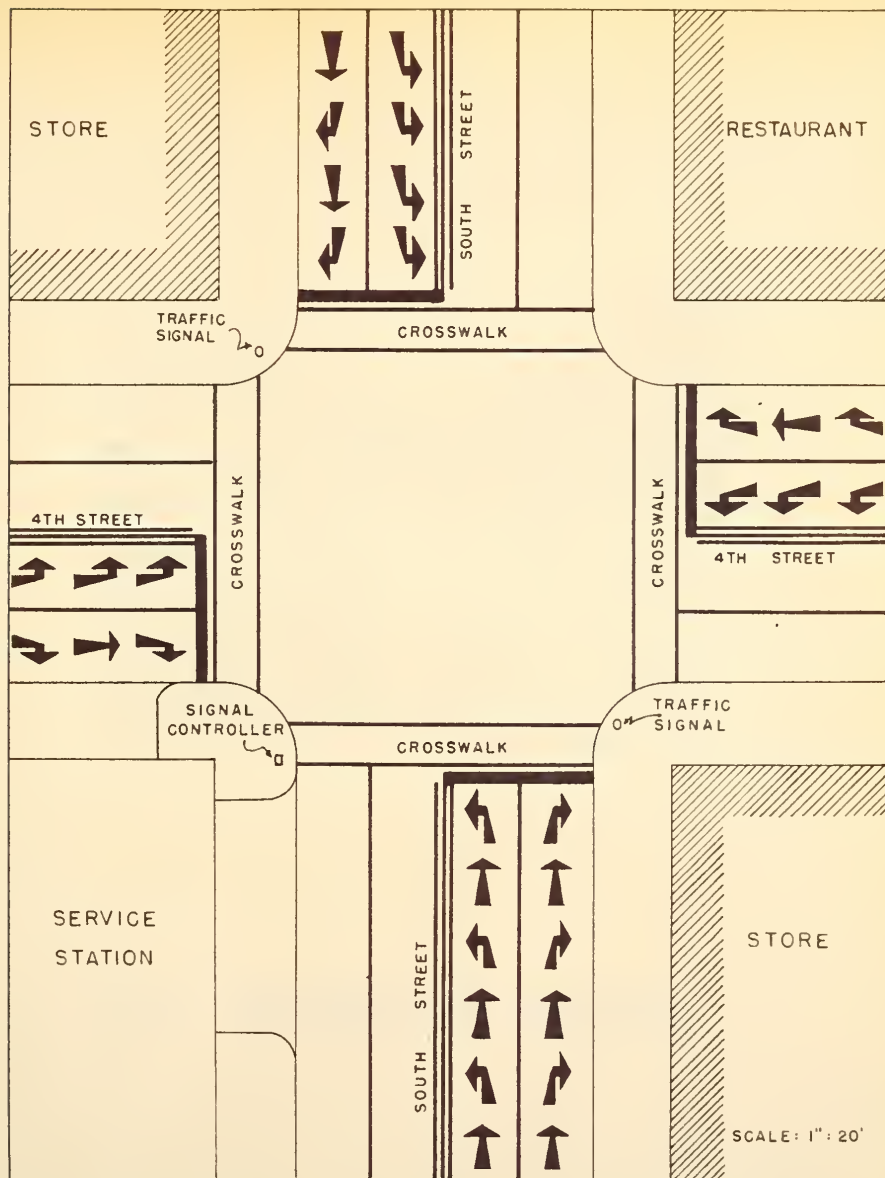 STORE
SOUTH STREET
RESTAURANT
TRAFFIC
SIGNAL
CROSSWALK
4TH STREET
CROSSWALK
CROSSWALK
4TH STREET
SIGNAL
CONTROLLER
CROSSWALK
TRAFFIC
SIGNAL
SERVICE
STATION
SOUTH STREET
STORE
SCALE: 1": 20'